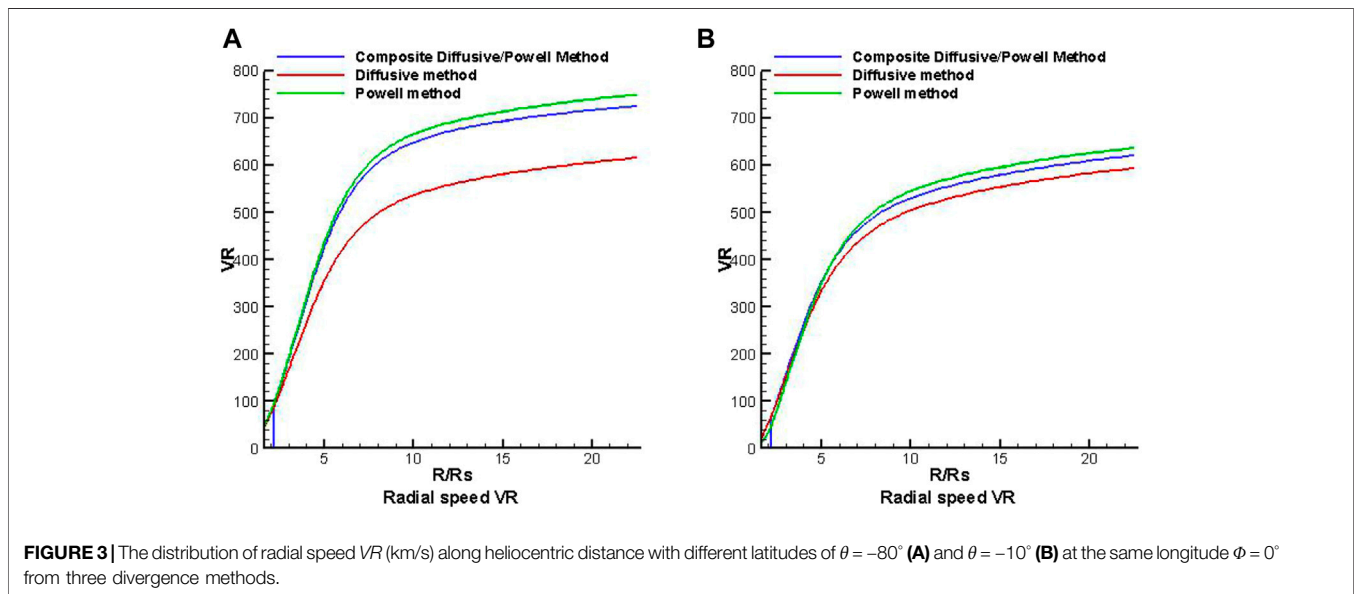 A
Composite Diffusive/Powell Method
Diffusive method
Powell method
800
700
600
500
400
300
200
100
0
VR
5
10
15
20
R/Rs
Radial speed VR
B
Composite Diffusive/Powell Method
Diffusive method
Powell method
800
700
600
500
400
300
200
100
0
VR
5
10
15
20
R/Rs
Radial speed VR
FIGURE 3 | The distribution of radial speed VR (km/s) along heliocentric distance with different latitudes of θ = −80° (A) and θ = −10° (B) at the same longitude Φ = 0°
from three divergence methods.